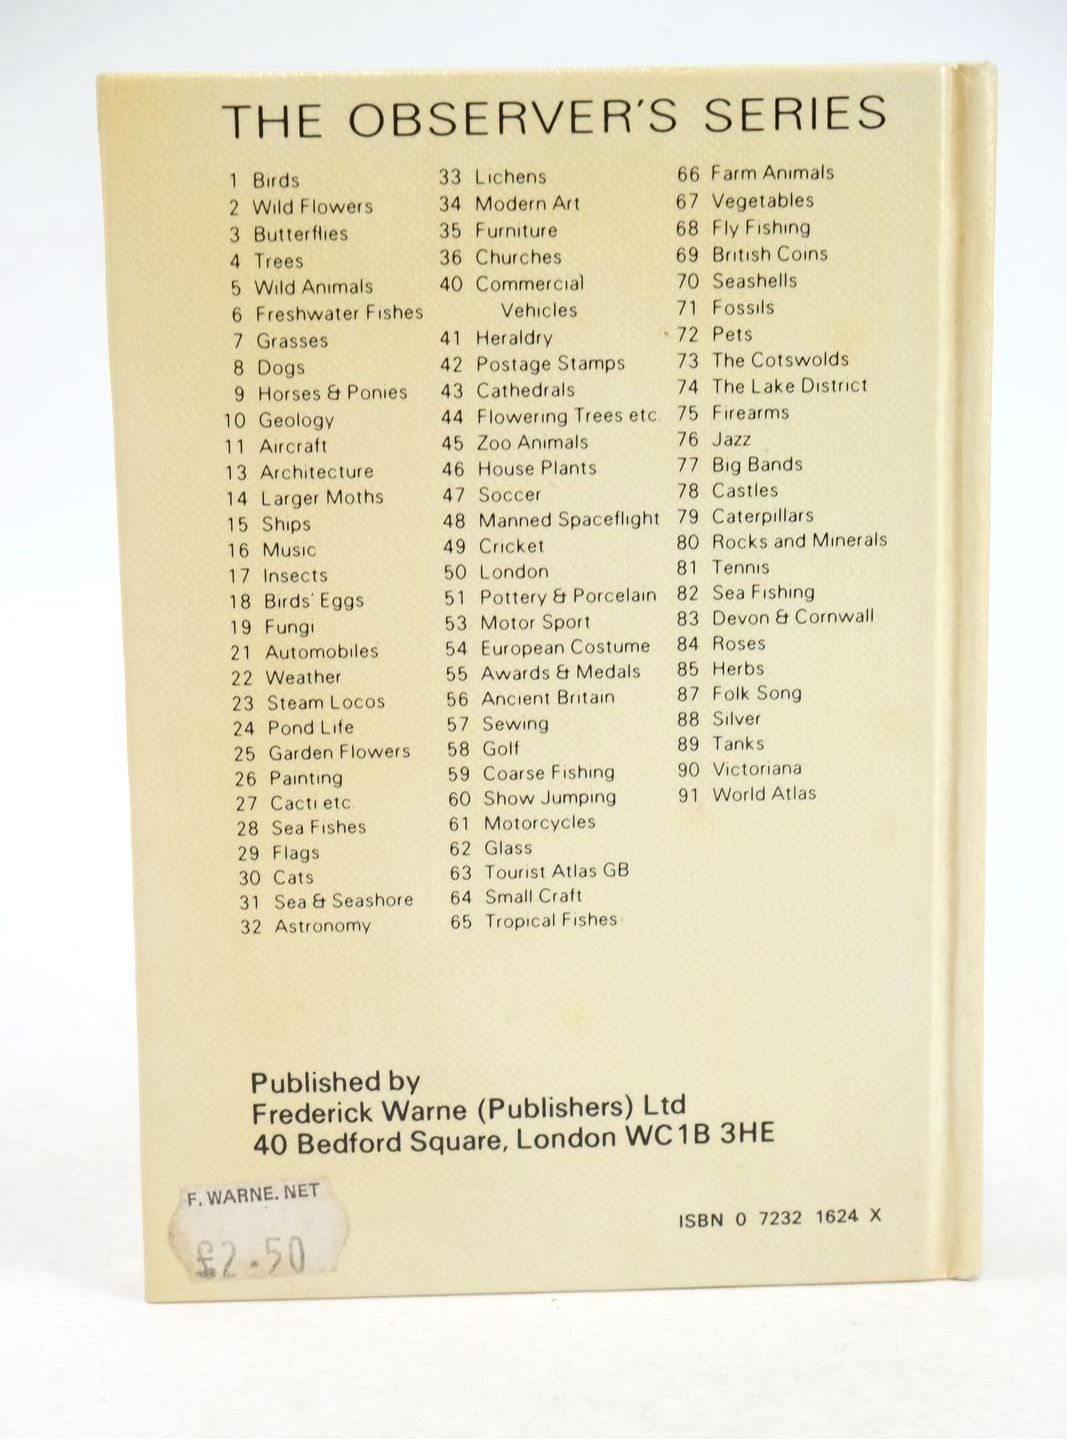 THE OBSERVER'S SERIES
1 Birds
2 Wild Flowers
3 Butterflies
4 Trees
5 Wild Animals
6 Freshwater Fishes
7 Grasses
8 Dogs
9 Horses & Ponies
10 Geology
11 Aircraft
13 Architecture
14 Larger Moths
15 Ships
16 Music
17 Insects
18 Birds' Eggs
19 Fungi
21 Automobiles
22 Weather
23 Steam Locos
24 Pond Life
25 Garden Flowers
26 Painting
27 Cacti etc.
28 Sea Fishes
29 Flags
30 Cats
31 Sea & Seashore
32 Astronomy
33 Lichens
34 Modern Art
35 Furniture
36 Churches
40 Commercial
Vehicles
41 Heraldry
42 Postage Stamps
43 Cathedrals
44 Flowering Trees etc.
45 Zoo Animals
46 House Plants
47 Soccer
48 Manned Spaceflight
49 Cricket
50 London
51 Pottery & Porcelain
53 Motor Sport
54 European Costume
55 Awards & Medals
56 Ancient Britain
57 Sewing
58 Golf
59 Coarse Fishing
60 Show Jumping
61 Motorcycles
62 Glass
63 Tourist Atlas GB
64 Small Craft
65 Tropical Fishes
66 Farm Animals
67 Vegetables
68 Fly Fishing
69 British Coins
70 Seashells
71 Fossils
72 Pets
73 The Cotswolds
74 The Lake District
75 Firearms
76 Jazz
77 Big Bands
78 Castles
79 Caterpillars
80 Rocks and Minerals
81 Tennis
82 Sea Fishing
83 Devon & Cornwall
84 Roses
85 Herbs
87 Folk Song
88 Silver
89 Tanks
90 Victoriana
91 World Atlas
Published by
Frederick Warne (Publishers) Ltd
40 Bedford Square, London WC1B 3HE
F. WARNE. NET
£2.50
ISBN 0 7232 1624 X